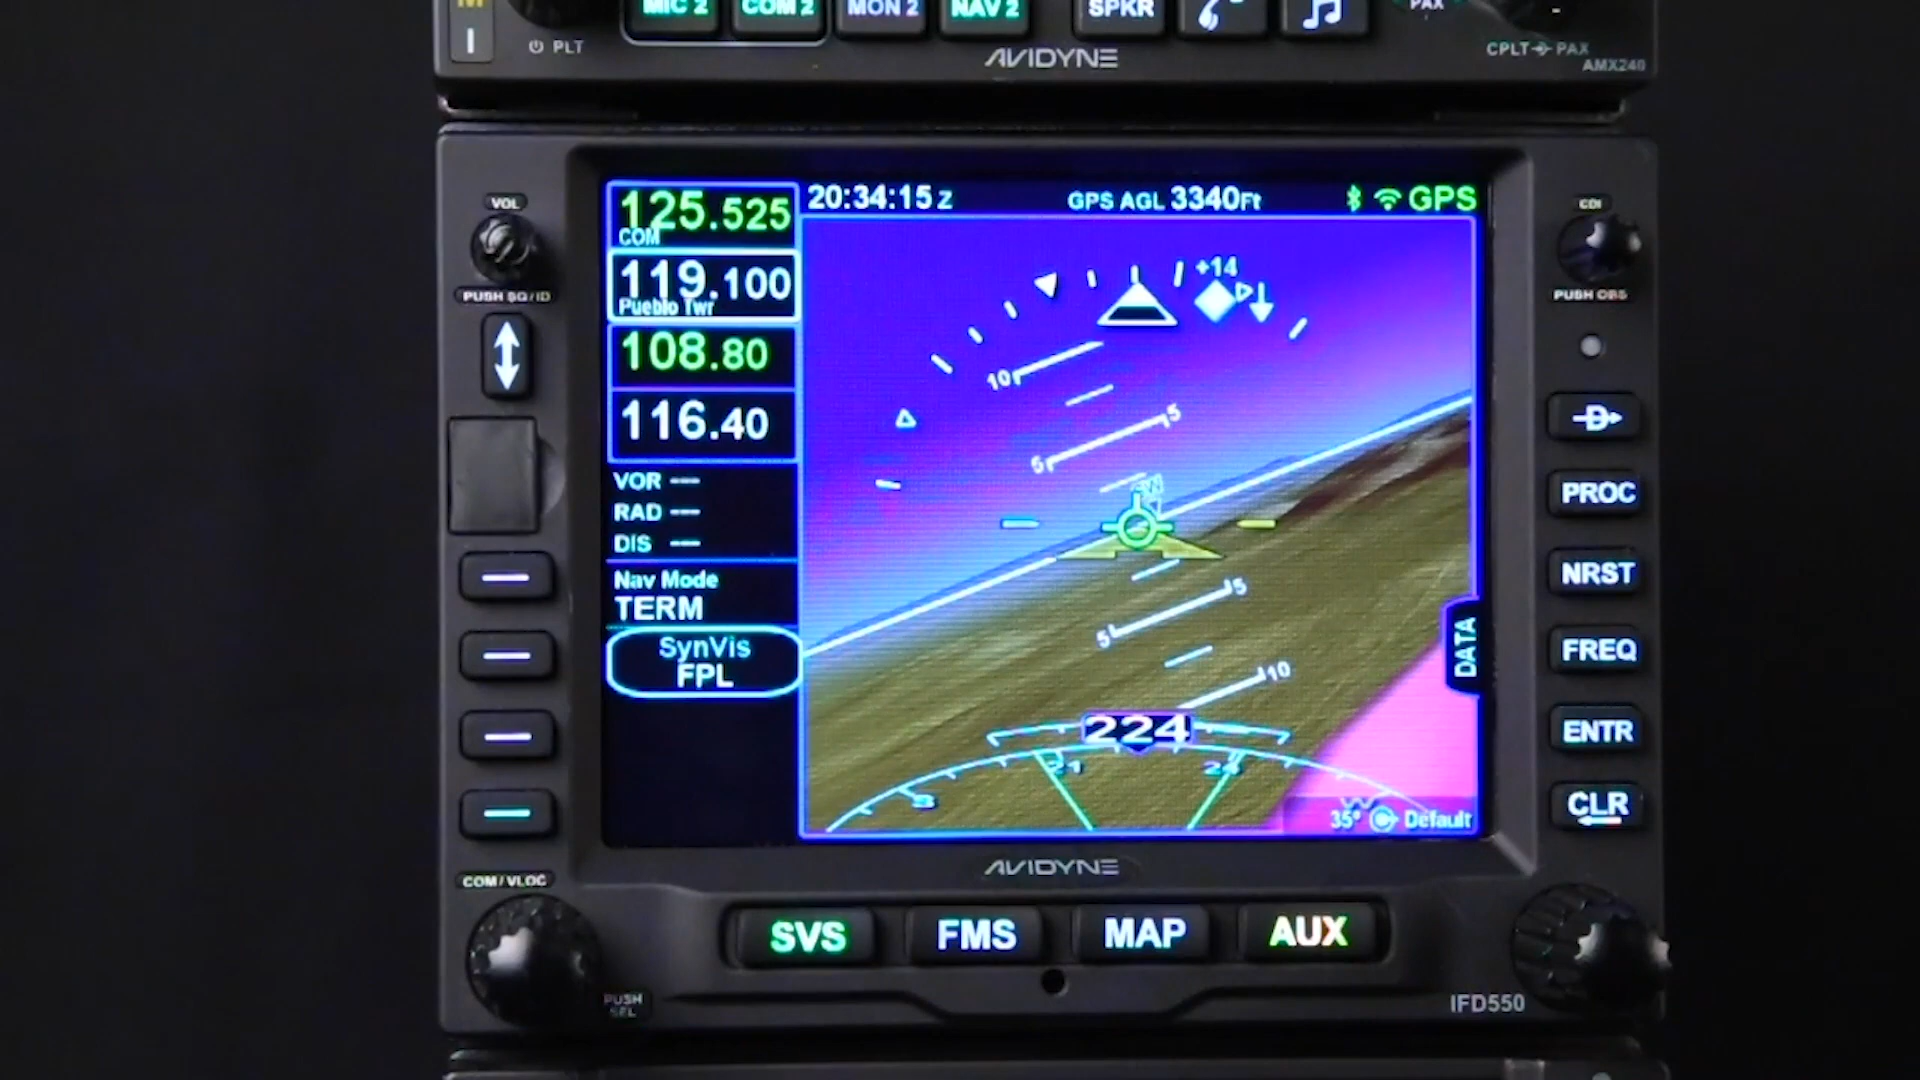 MIC 2 COM 2 MON 2 NAV 2 SPKR PAX
PLT
CPLT PAX
AVIDYNE
AMX240
VOL
PUSH SQ/ID
CDI
PUSH OBS
125.525
COM
119.100
Pueblo Twr
108.80
116.40
VOR ---
RAD ---
DIS ---
Nav Mode
TERM
SynVis
FPL
20:34:15 Z GPS AGL 3340Ft GPS
+14
10
5
5
5
5
10
224
21 24
W
35° Default
DATA
D
PROC
NRST
FREQ
ENTR
CLR
AVIDYNE
COM/VLOC
PUSH
SEL
SVS FMS MAP AUX
IFD550